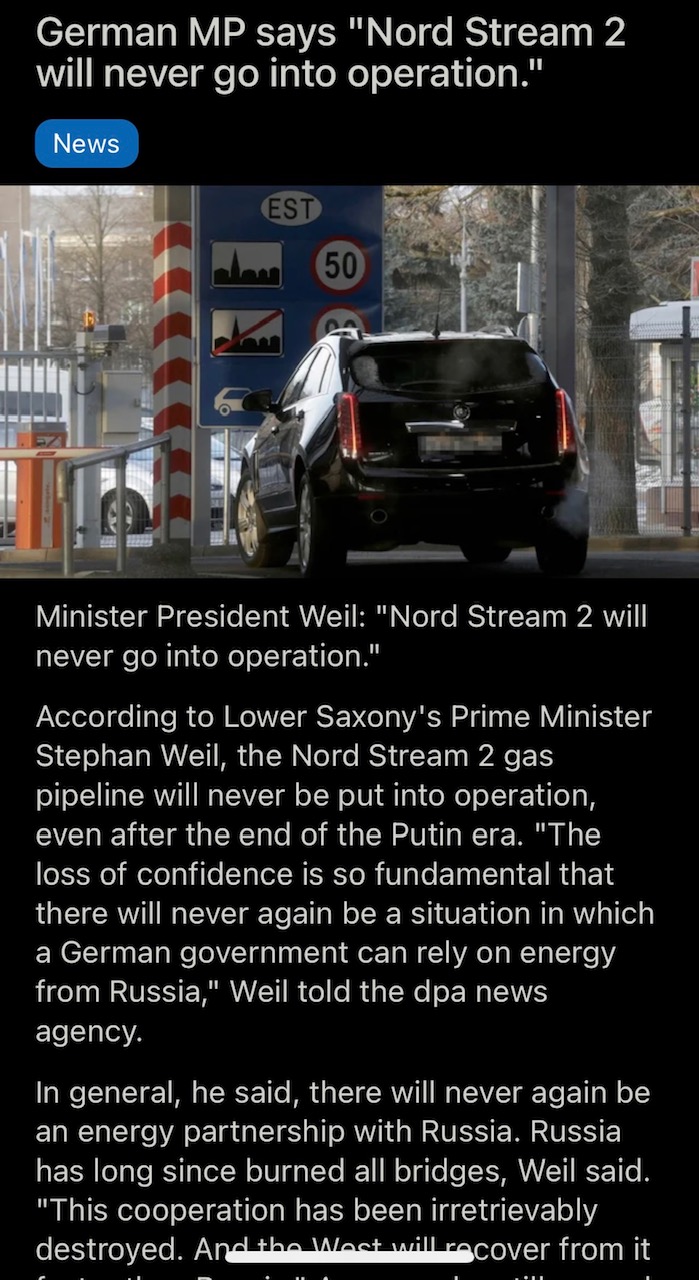 German MP says "Nord Stream 2
will never go into operation."
News
EST
50
Minister President Weil: "Nord Stream 2 will
never go into operation."
According to Lower Saxony's Prime Minister
Stephan Weil, the Nord Stream 2 gas
pipeline will never be put into operation,
even after the end of the Putin era. "The
loss of confidence is so fundamental that
there will never again be a situation in which
a German government can rely on energy
from Russia," Weil told the dpa news
agency.
In general, he said, there will never again be
an energy partnership with Russia. Russia
has long since burned all bridges, Weil said.
"This cooperation has been irretrievably
destroyed. And the West will recover from it